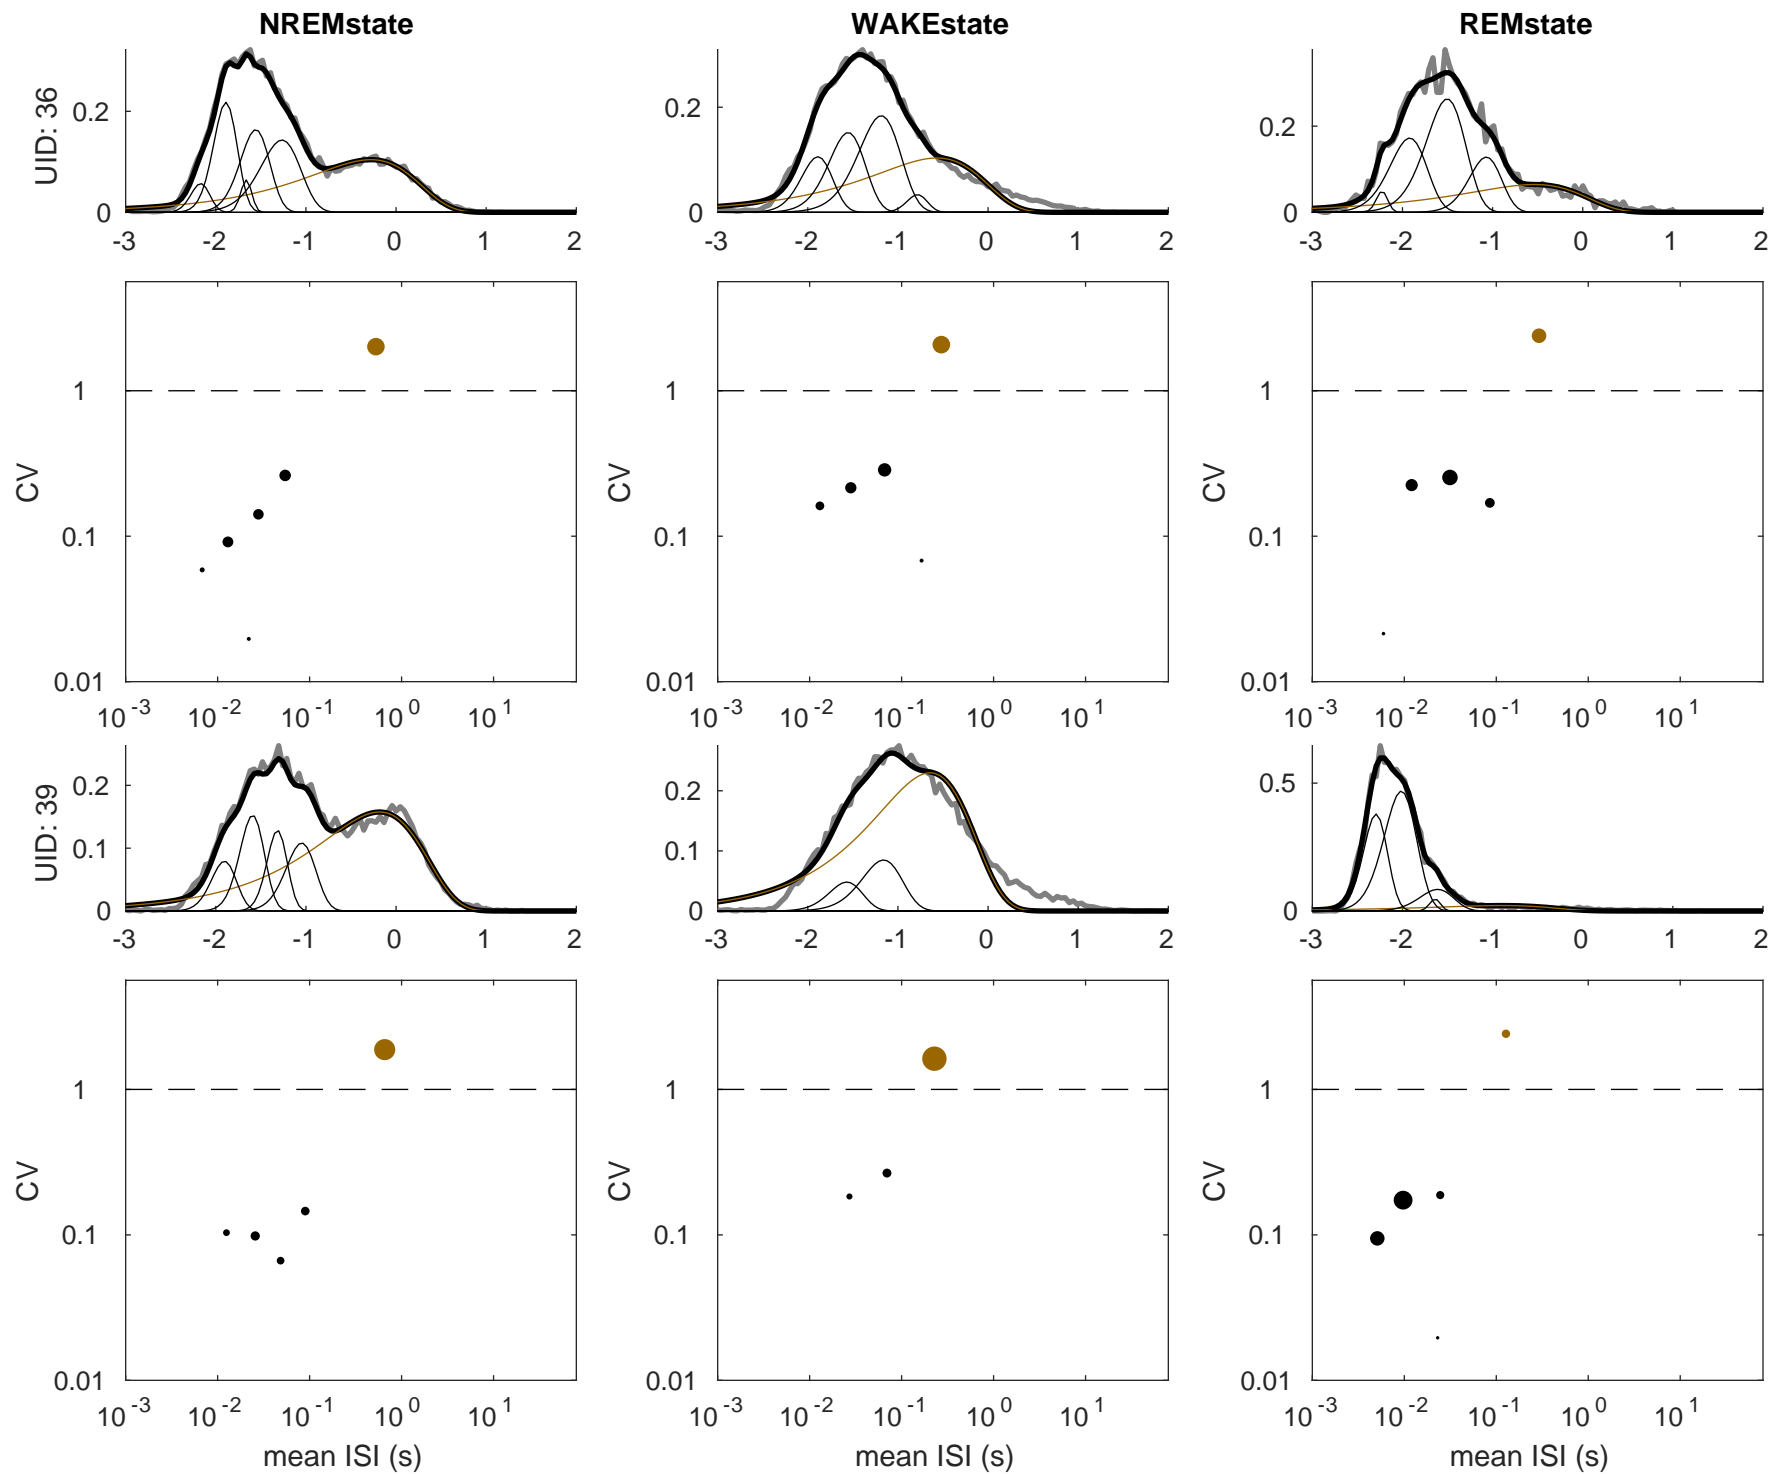 NREMstate WAKEstate REMstate
UID: 36
0.2 0.2 0.2
0 0 0
-3 -2 -1 0 1 2 -3 -2 -1 0 1 2 -3 -2 -1 0 1 2
CV CV CV
1 1 1
0.1 0.1 0.1
0.01 0.01 0.01
10^-3 10^-2 10^-1 10^0 10^1 10^-3 10^-2 10^-1 10^0 10^1 10^-3 10^-2 10^-1 10^0 10^1
UID: 39
0.2 0.2 0.5
0.1 0.1
0 0 0
-3 -2 -1 0 1 2 -3 -2 -1 0 1 2 -3 -2 -1 0 1 2
CV CV CV
1 1 1
0.1 0.1 0.1
0.01 0.01 0.01
10^-3 10^-2 10^-1 10^0 10^1 10^-3 10^-2 10^-1 10^0 10^1 10^-3 10^-2 10^-1 10^0 10^1
mean ISI (s) mean ISI (s) mean ISI (s)